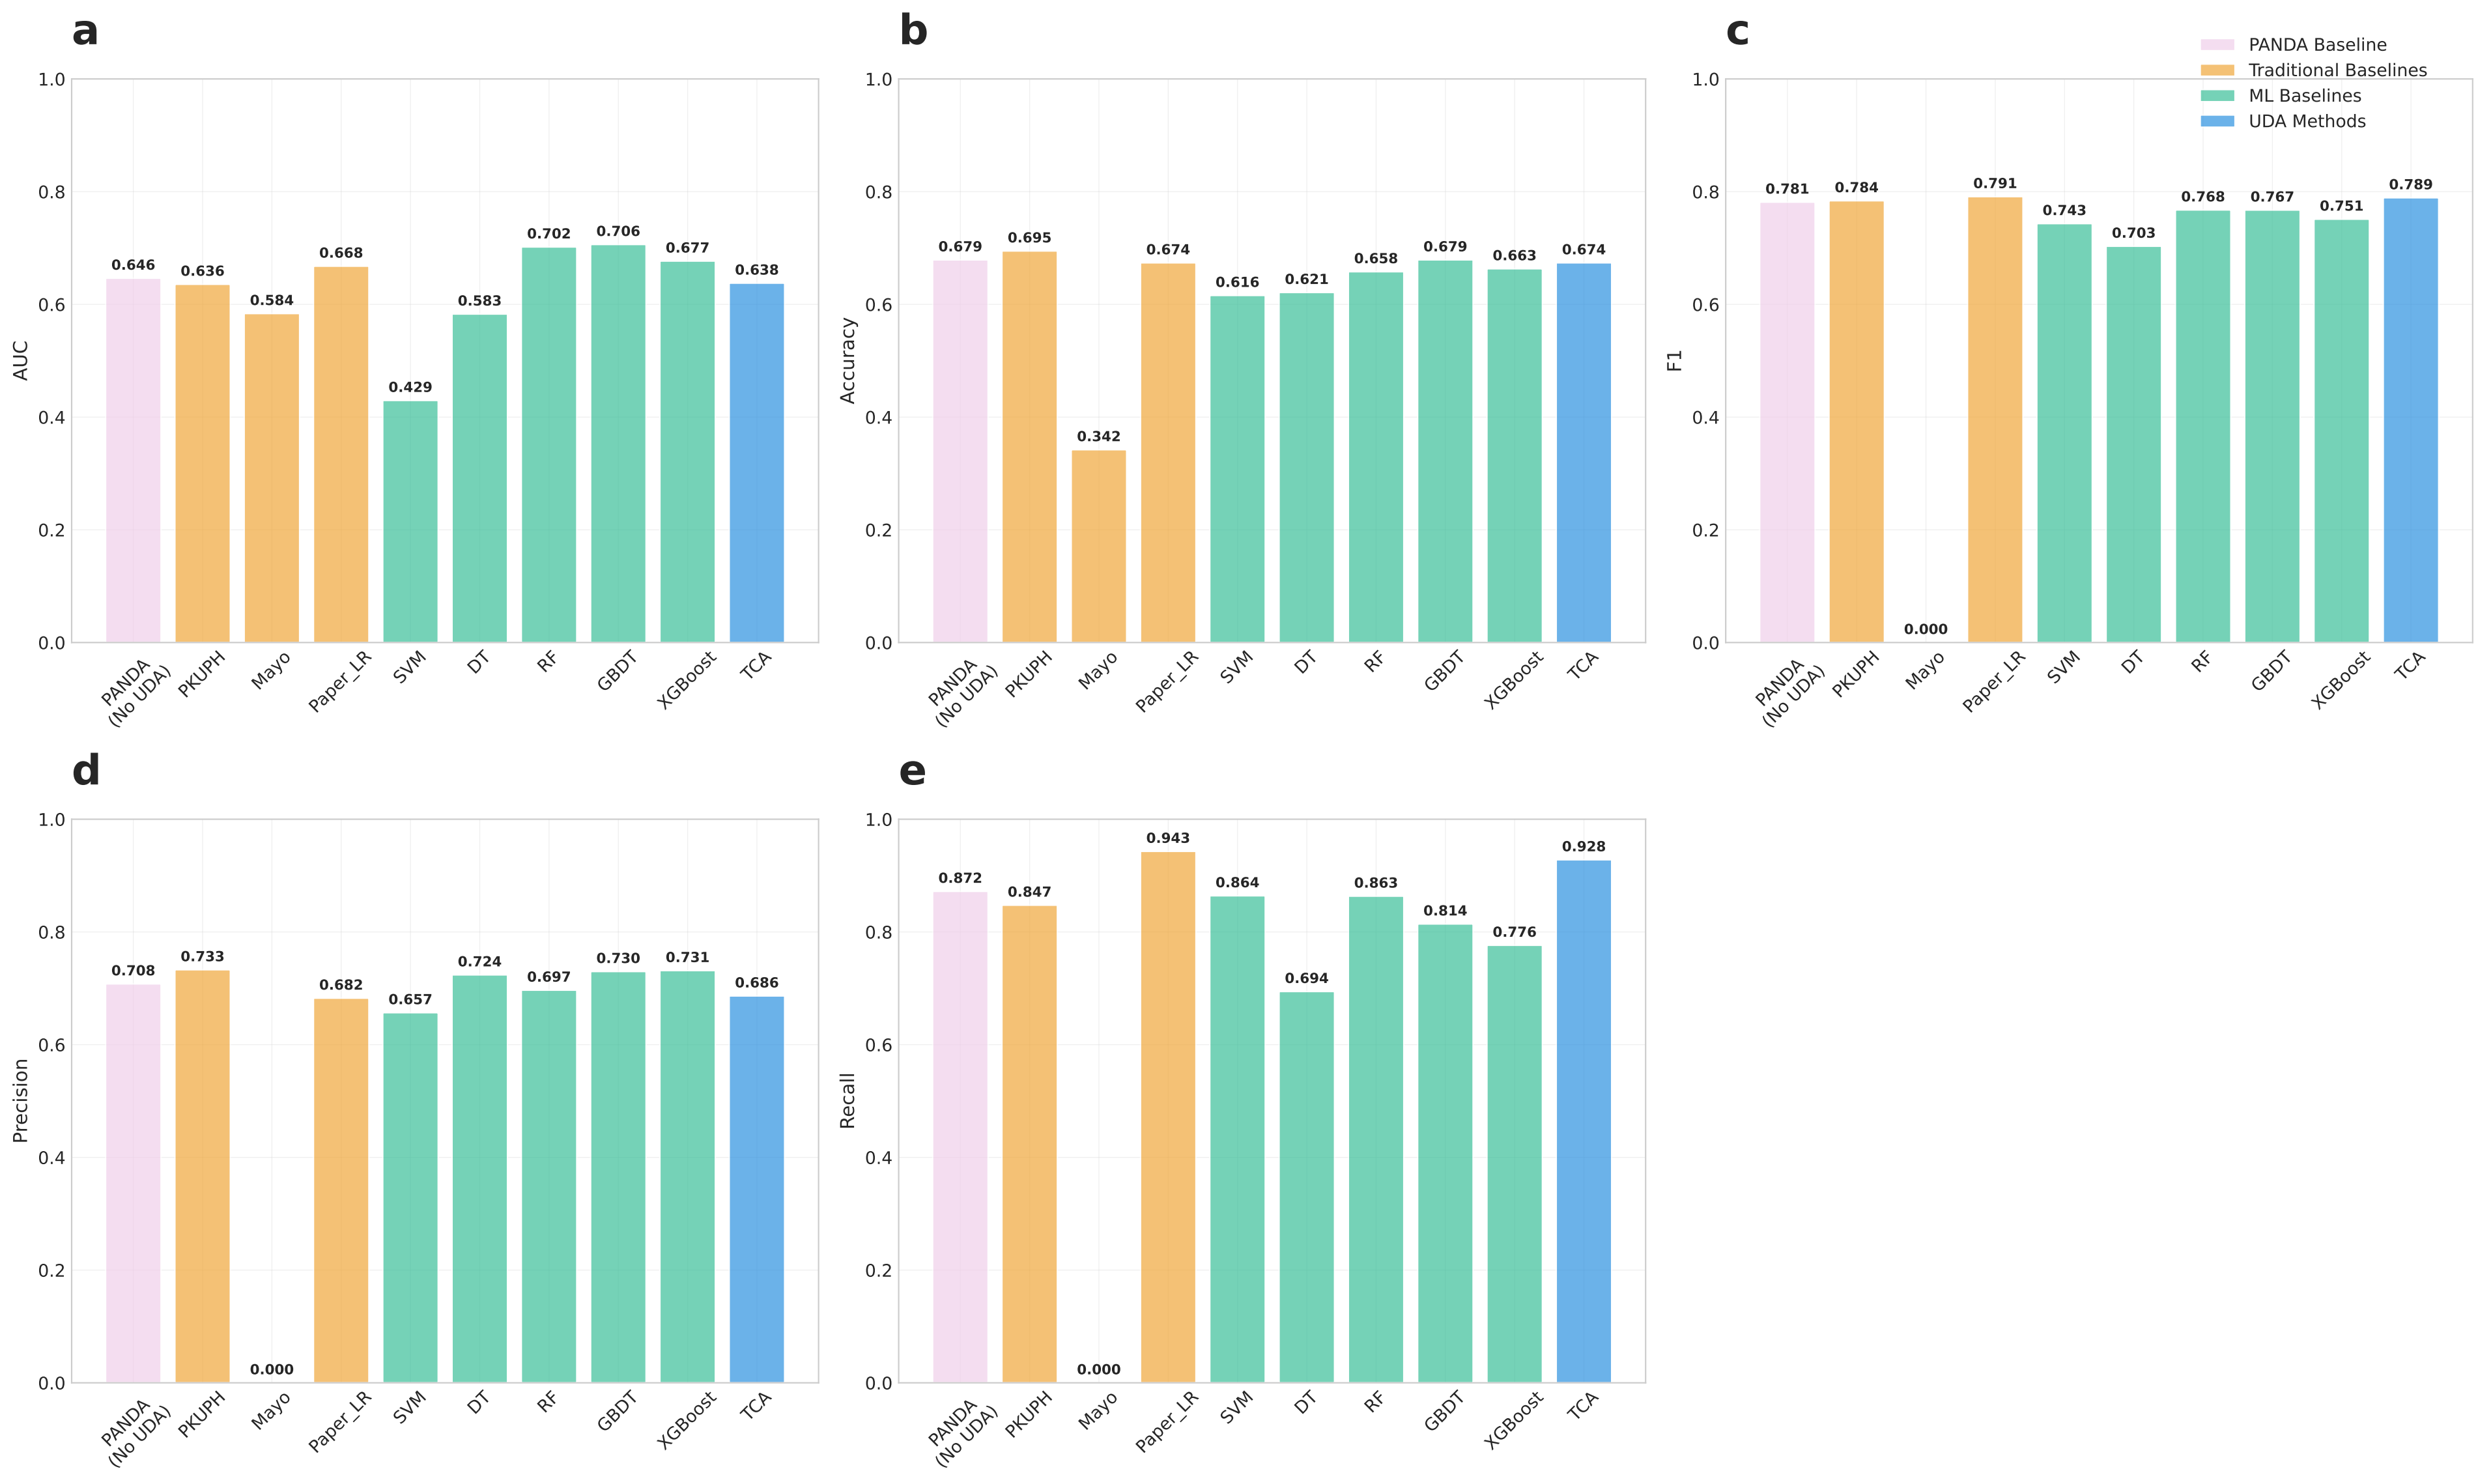 a
1.0
0.8
0.6
0.4
0.2
0.0
AUC
0.646
0.636
0.584
0.668
0.429
0.583
0.702
0.706
0.677
0.638
PANDA
(No UDA)
PKUPH
Mayo
Paper_LR
SVM
DT
RF
GBDT
XGBoost
TCA
b
1.0
0.8
0.6
0.4
0.2
0.0
Accuracy
0.679
0.695
0.342
0.674
0.616
0.621
0.658
0.679
0.663
0.674
PANDA
(No UDA)
PKUPH
Mayo
Paper_LR
SVM
DT
RF
GBDT
XGBoost
TCA
c
PANDA Baseline
Traditional Baselines
ML Baselines
UDA Methods
1.0
0.8
0.6
0.4
0.2
0.0
F1
0.781
0.784
0.000
0.791
0.743
0.703
0.768
0.767
0.751
0.789
PANDA
(No UDA)
PKUPH
Mayo
Paper_LR
SVM
DT
RF
GBDT
XGBoost
TCA
d
1.0
0.8
0.6
0.4
0.2
0.0
Precision
0.708
0.733
0.000
0.682
0.657
0.724
0.697
0.730
0.731
0.686
PANDA
(No UDA)
PKUPH
Mayo
Paper_LR
SVM
DT
RF
GBDT
XGBoost
TCA
e
1.0
0.8
0.6
0.4
0.2
0.0
Recall
0.872
0.847
0.000
0.943
0.864
0.694
0.863
0.814
0.776
0.928
PANDA
(No UDA)
PKUPH
Mayo
Paper_LR
SVM
DT
RF
GBDT
XGBoost
TCA